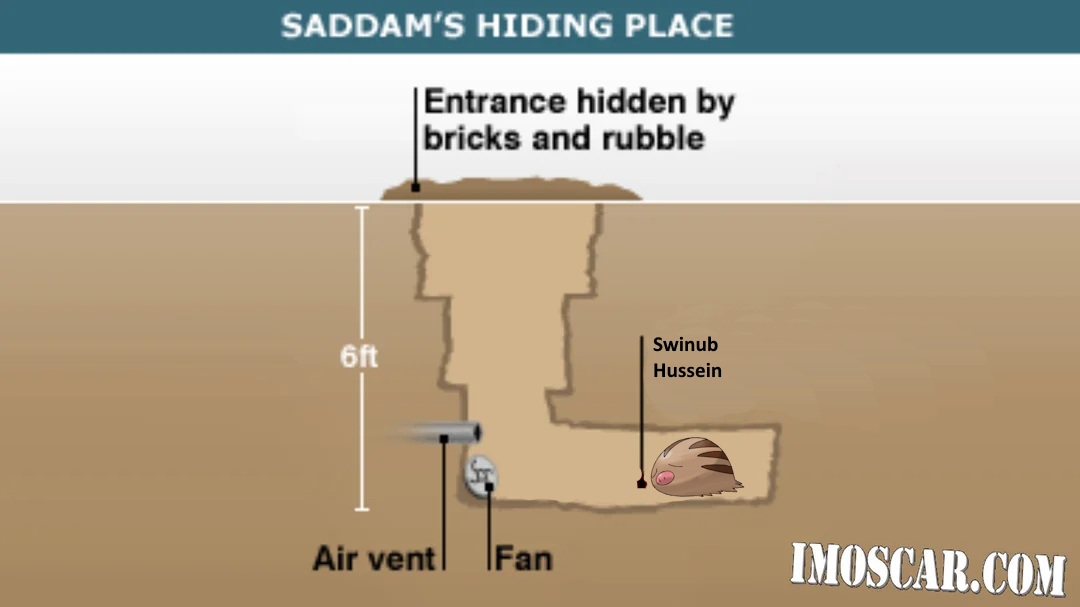 SADDAM'S HIDING PLACE
Entrance hidden by
bricks and rubble
6ft
Swinub
Hussein
Air vent
Fan
IMOSCAR.COM